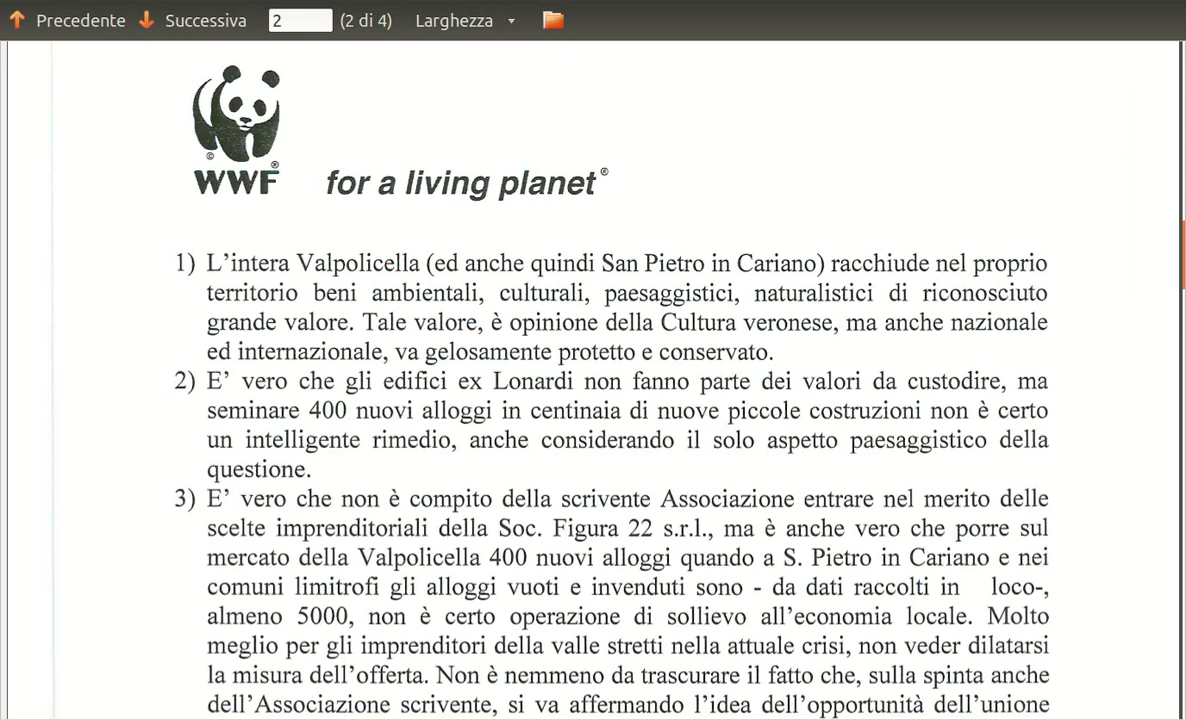 Precedente Successiva 2 (2 di 4) Larghezza
©
®
WWF for a living planet®
1) L’intera Valpolicella (ed anche quindi San Pietro in Cariano) racchiude nel proprio
territorio beni ambientali, culturali, paesaggistici, naturalistici di riconosciuto
grande valore. Tale valore, è opinione della Cultura veronese, ma anche nazionale
ed internazionale, va gelosamente protetto e conservato.
2) E’ vero che gli edifici ex Lonardi non fanno parte dei valori da custodire, ma
seminare 400 nuovi alloggi in centinaia di nuove piccole costruzioni non è certo
un intelligente rimedio, anche considerando il solo aspetto paesaggistico della
questione.
3) E’ vero che non è compito della scrivente Associazione entrare nel merito delle
scelte imprenditoriali della Soc. Figura 22 s.r.l., ma è anche vero che porre sul
mercato della Valpolicella 400 nuovi alloggi quando a S. Pietro in Cariano e nei
comuni limitrofi gli alloggi vuoti e invenduti sono - da dati raccolti in loco-,
almeno 5000, non è certo operazione di sollievo all’economia locale. Molto
meglio per gli imprenditori della valle stretti nella attuale crisi, non veder dilatarsi
la misura dell’offerta. Non è nemmeno da trascurare il fatto che, sulla spinta anche
dell’Associazione scrivente, si va affermando l’idea dell’opportunità dell’unione